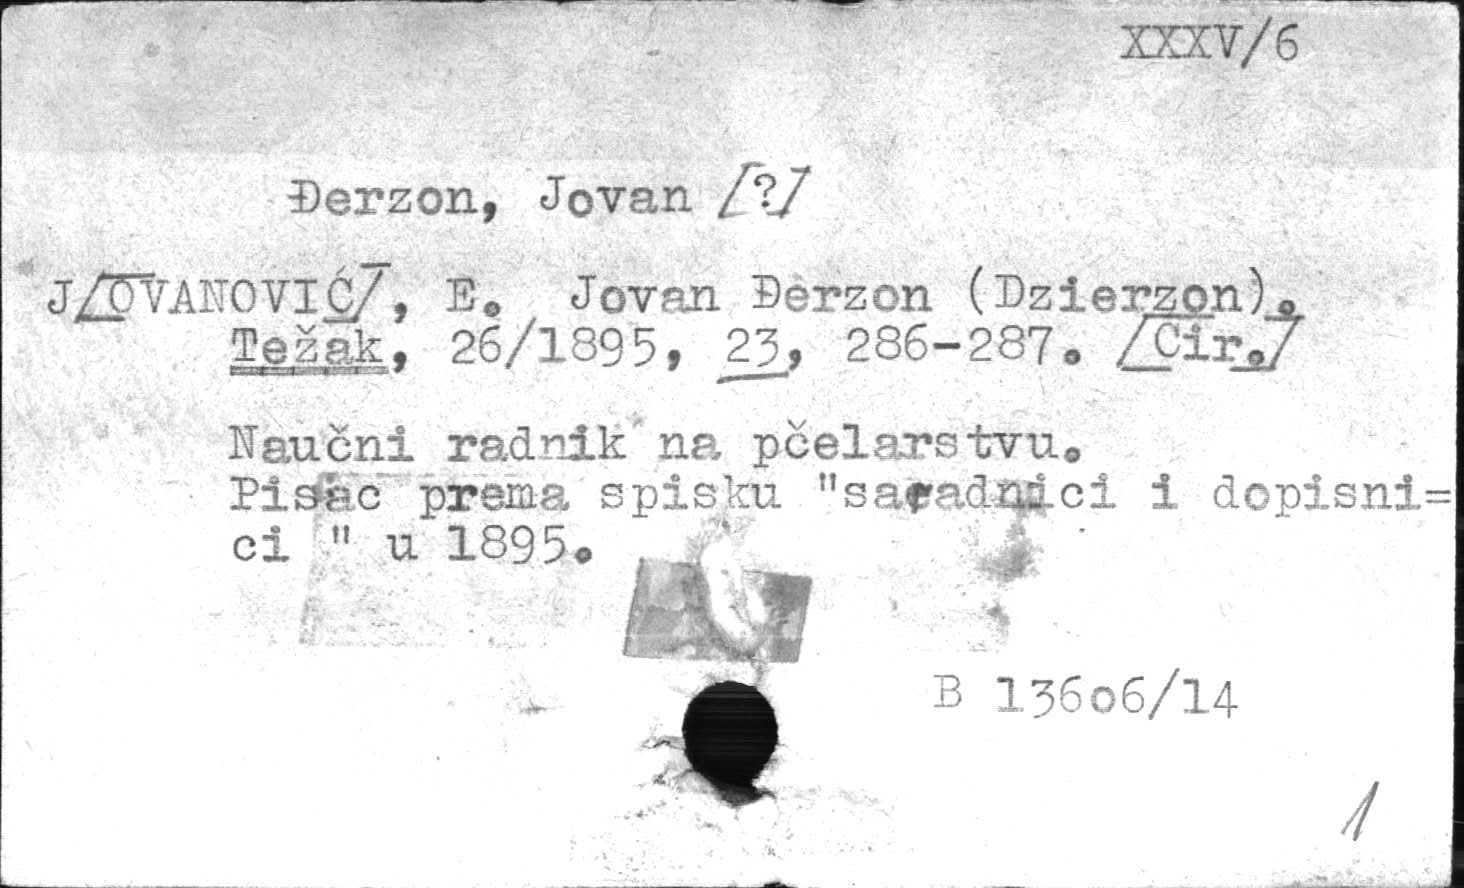 XXXV/6
Đerzon, Jovan [?]
J[OVANOVIĆ], E. Jovan Đerzon (Dzierzon).
Težak, 26/1895, 23, 286-287. [Cir.]
Naučni radnik na pčelarstvu.
Pisac prema spisku "saradnici i dopisni=
ci " u 1895.
B 136o6/14
1